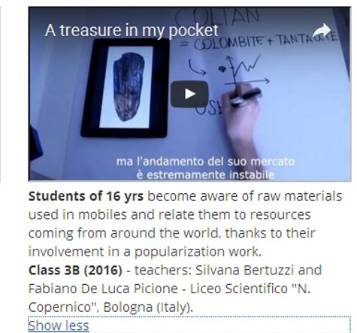 A treasure in my pocket
COLTAN
= COLOMBITE + TANTALITE
USI
ma l'andamento del suo mercato
è estremamente instabile
Students of 16 yrs become aware of raw materials
used in mobiles and relate them to resources
coming from around the world, thanks to their
involvement in a popularization work.
Class 3B (2016) - teachers: Silvana Bertuzzi and
Fabiano De Luca Picione - Liceo Scientifico "N.
Copernico", Bologna (Italy).
Show less